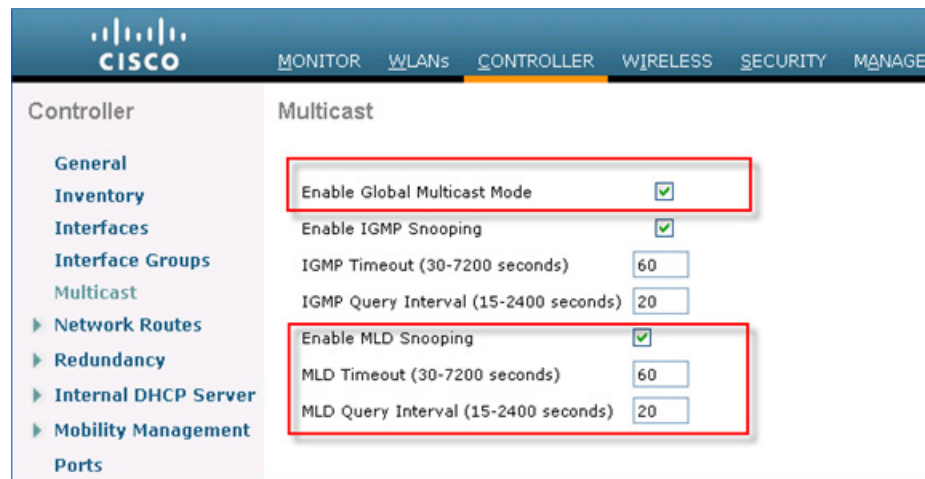 CISCO
MONITOR WLANs CONTROLLER WIRELESS SECURITY MANAGE
Controller
General
Inventory
Interfaces
Interface Groups
Multicast
Network Routes
Redundancy
Internal DHCP Server
Mobility Management
Ports
Multicast
Enable Global Multicast Mode
Enable IGMP Snooping
IGMP Timeout (30-7200 seconds) 60
IGMP Query Interval (15-2400 seconds) 20
Enable MLD Snooping
MLD Timeout (30-7200 seconds) 60
MLD Query Interval (15-2400 seconds) 20